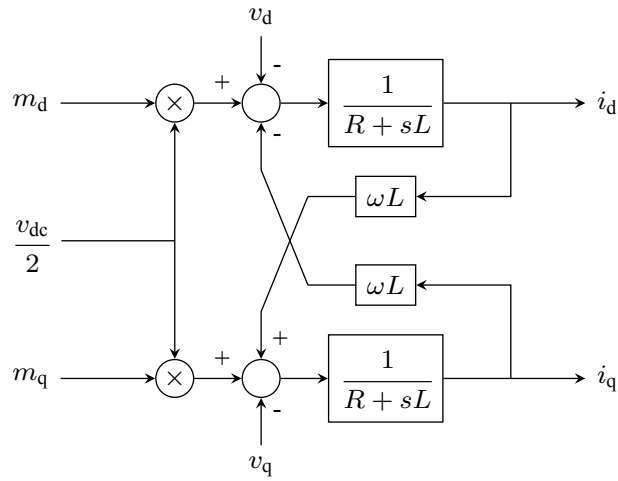 v_d
-
m_d × + 1/(R + sL) i_d
-
ωL
v_dc/2
ωL
+
m_q × + 1/(R + sL) i_q
-
v_q